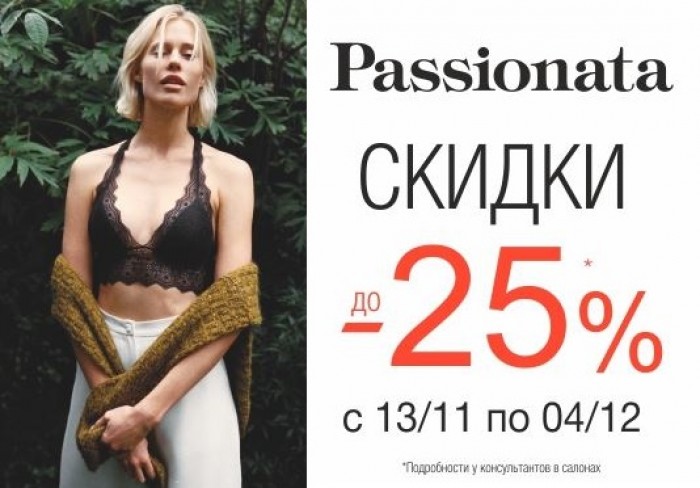 Passionata
СКИДКИ
ДО
-25%*
с 13/11 по 04/12
*Подробности у консультантов в салонах